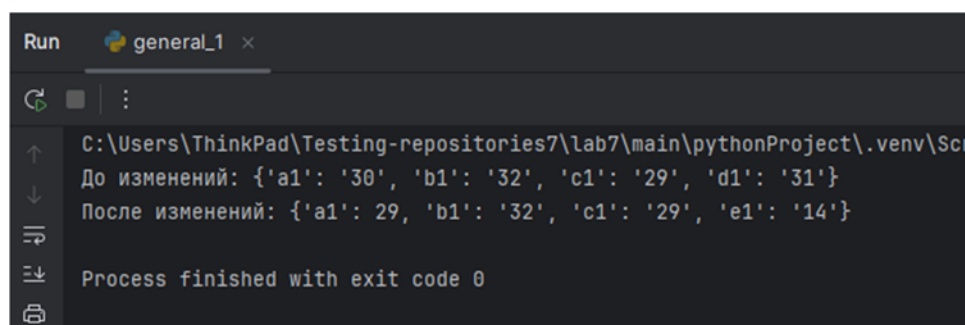 Run general_1
C:\Users\ThinkPad\Testing-repositories7\lab7\main\pythonProject\.venv\Scr
До изменений: {'a1': '30', 'b1': '32', 'c1': '29', 'd1': '31'}
После изменений: {'a1': 29, 'b1': '32', 'c1': '29', 'e1': '14'}
Process finished with exit code 0